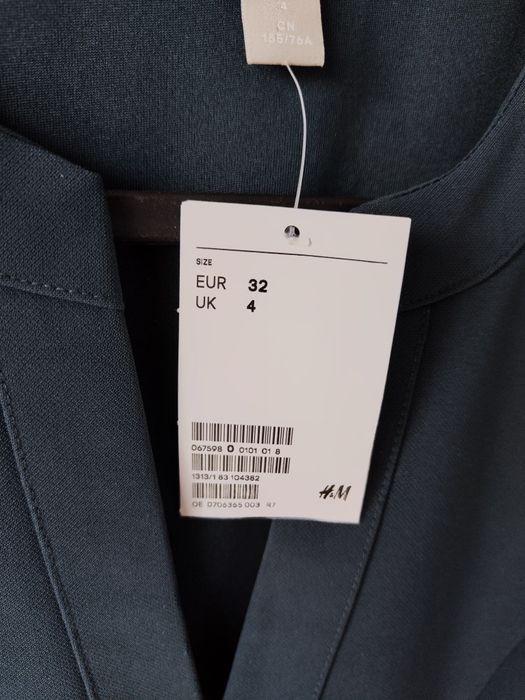 4
CN
155/76A
SIZE
EUR 32
UK 4
067598 0 0101 01 8
1313/1 83 104382
OE 0706365 003 R7
H&M